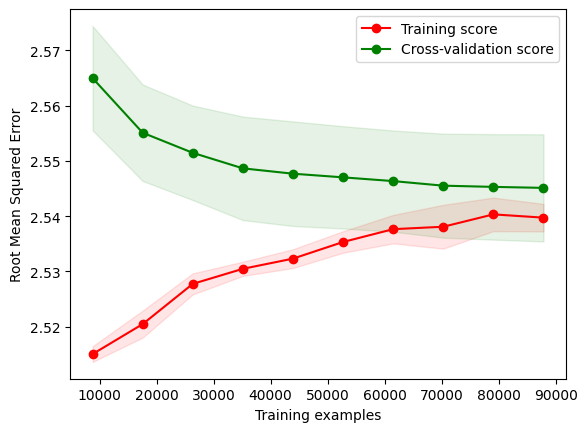 Training score
Cross-validation score
Root Mean Squared Error
2.57
2.56
2.55
2.54
2.53
2.52
10000 20000 30000 40000 50000 60000 70000 80000 90000
Training examples